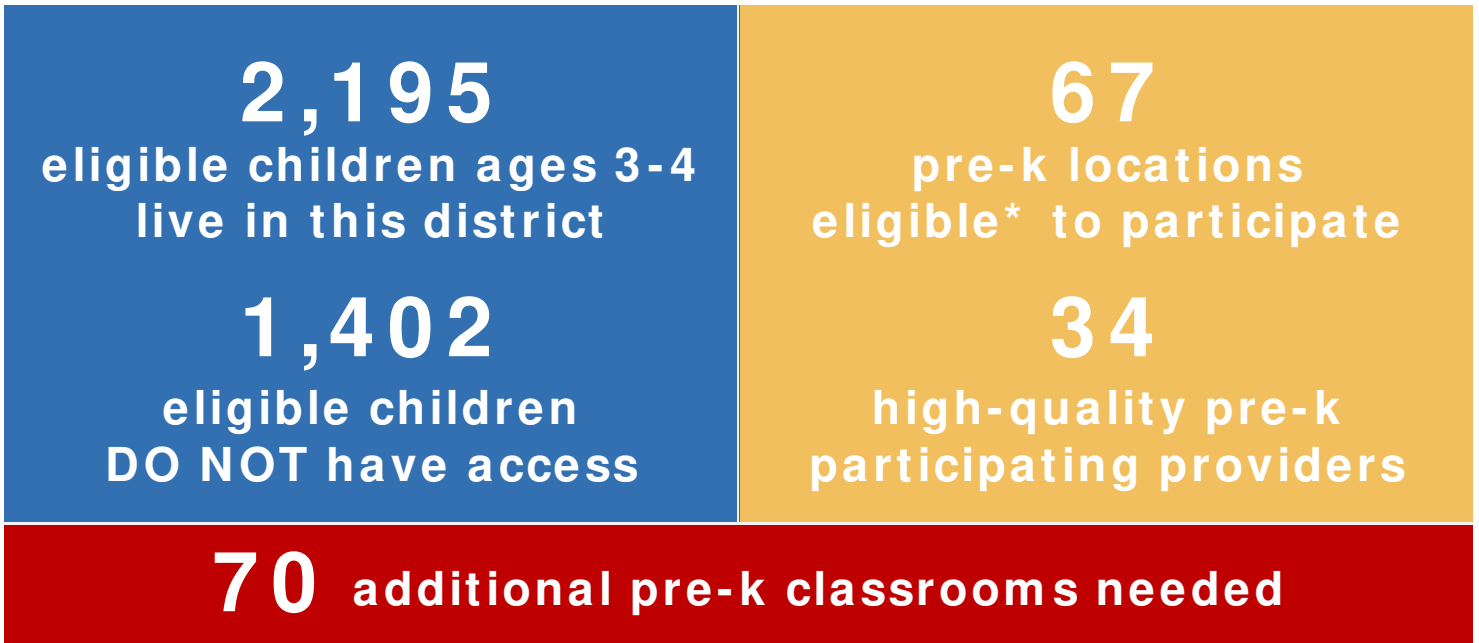 2,195
eligible children ages 3-4
live in this district
1,402
eligible children
DO NOT have access
67
pre-k locations
eligible* to participate
34
high-quality pre-k
participating providers
70 additional pre-k classrooms needed